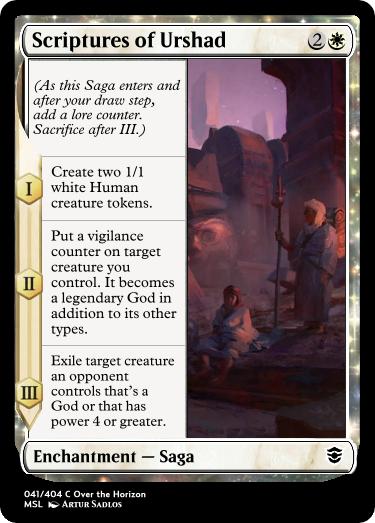 Scriptures of Urshad
2
(As this Saga enters and
after your draw step,
add a lore counter.
Sacrifice after III.)
I
Create two 1/1
white Human
creature tokens.
II
Put a vigilance
counter on target
creature you
control. It becomes
a legendary God in
addition to its other
types.
III
Exile target creature
an opponent
controls that's a
God or that has
power 4 or greater.
Enchantment — Saga
041/404 C Over the Horizon
MSL Artur Sadlos